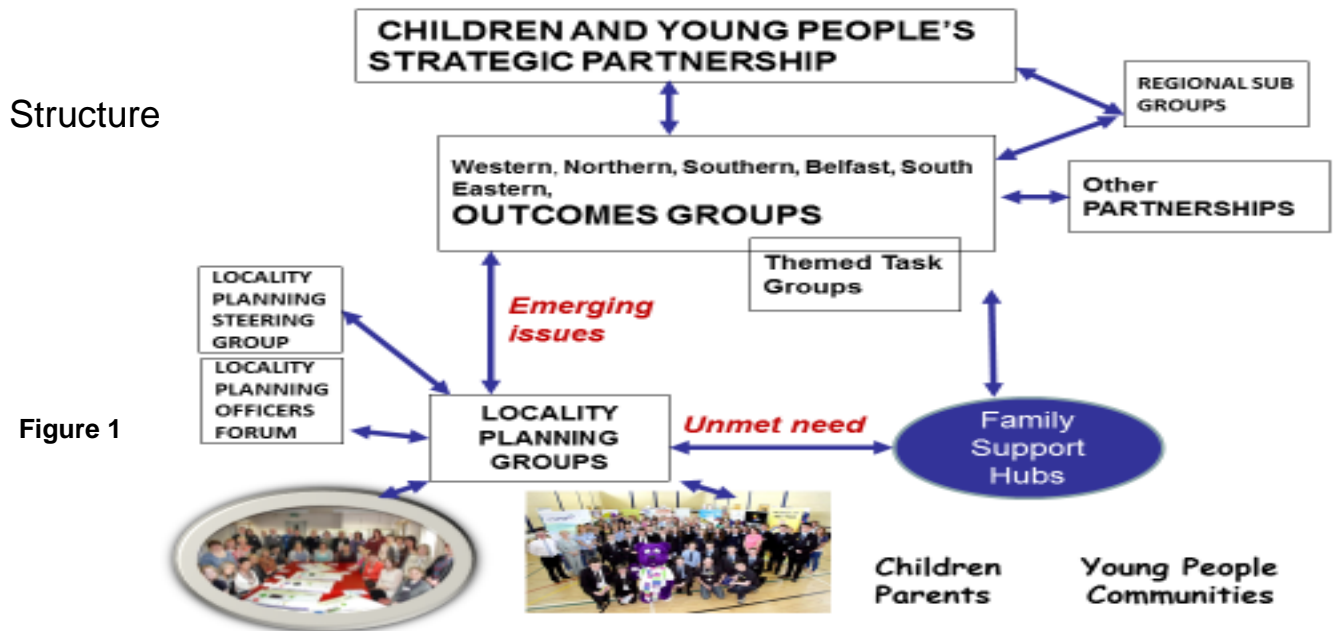 CHILDREN AND YOUNG PEOPLE'S
STRATEGIC PARTNERSHIP
REGIONAL SUB
GROUPS
Structure
Western, Northern, Southern, Belfast, South
Eastern,
OUTCOMES GROUPS
Other
PARTNERSHIPS
Themed Task
Groups
LOCALITY
PLANNING
STEERING
GROUP
Emerging
issues
LOCALITY
PLANNING
OFFICERS
FORUM
Figure 1
LOCALITY
PLANNING
GROUPS
Unmet need
Family
Support
Hubs
Children
Parents
Young People
Communities